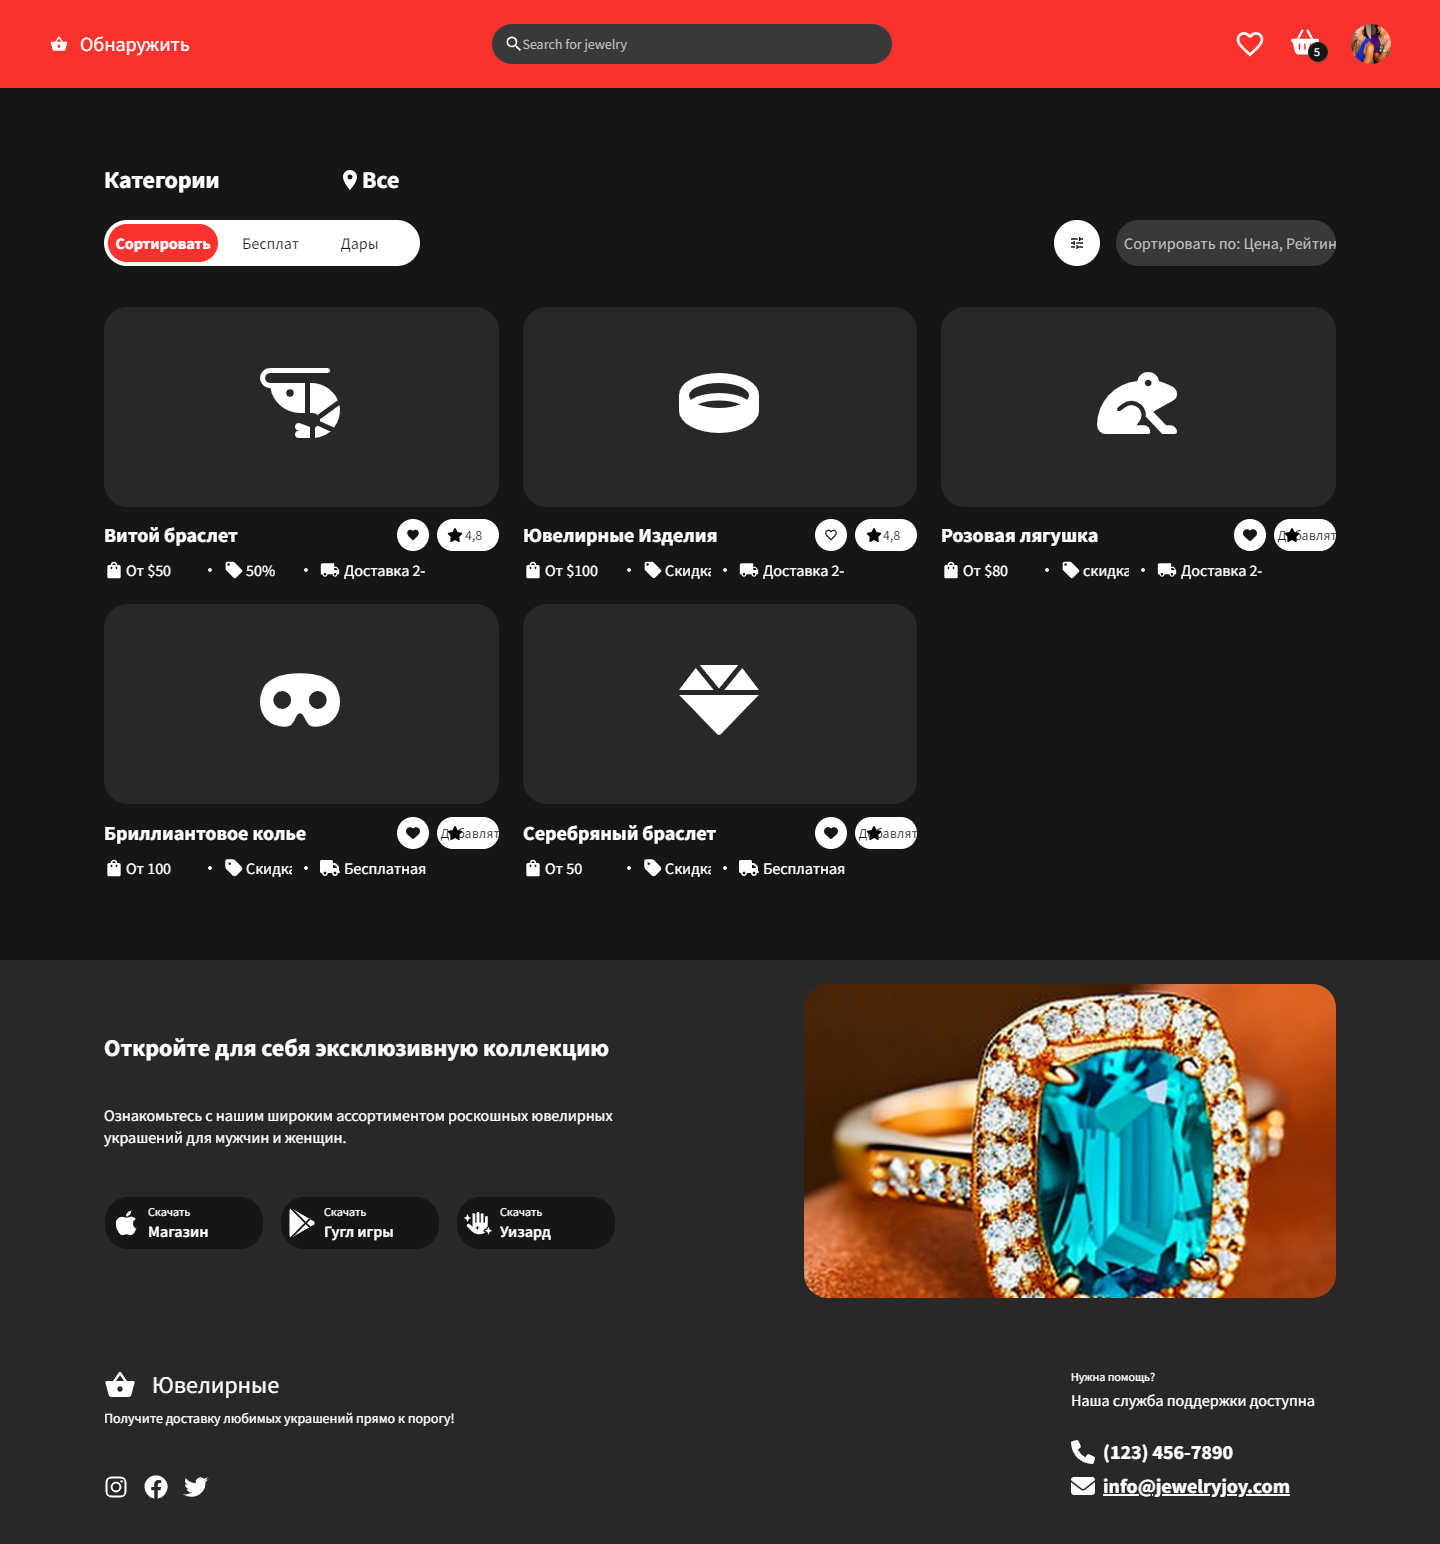 Обнаружить
Search for jewelry
5
Категории
Все
Сортировать
Бесплат
Дары
Сортировать по: Цена, Рейтин
Витой браслет
4,8
От $50
50%
Доставка 2-
Ювелирные Изделия
4,8
От $100
Скидка
Доставка 2-
Розовая лягушка
От $80
скидка
Доставка 2-
Бриллиантовое колье
От 100
Скидка
Бесплатная
Серебряный браслет
От 50
Скидка
Бесплатная
Откройте для себя эксклюзивную коллекцию
Ознакомьтесь с нашим широким ассортиментом роскошных ювелирных
украшений для мужчин и женщин.
Скачать
Магазин
Скачать
Гугл игры
Скачать
Уизард
Ювелирные
Получите доставку любимых украшений прямо к порогу!
Нужна помощь?
Наша служба поддержки доступна
(123) 456-7890
info@jewelryjoy.com